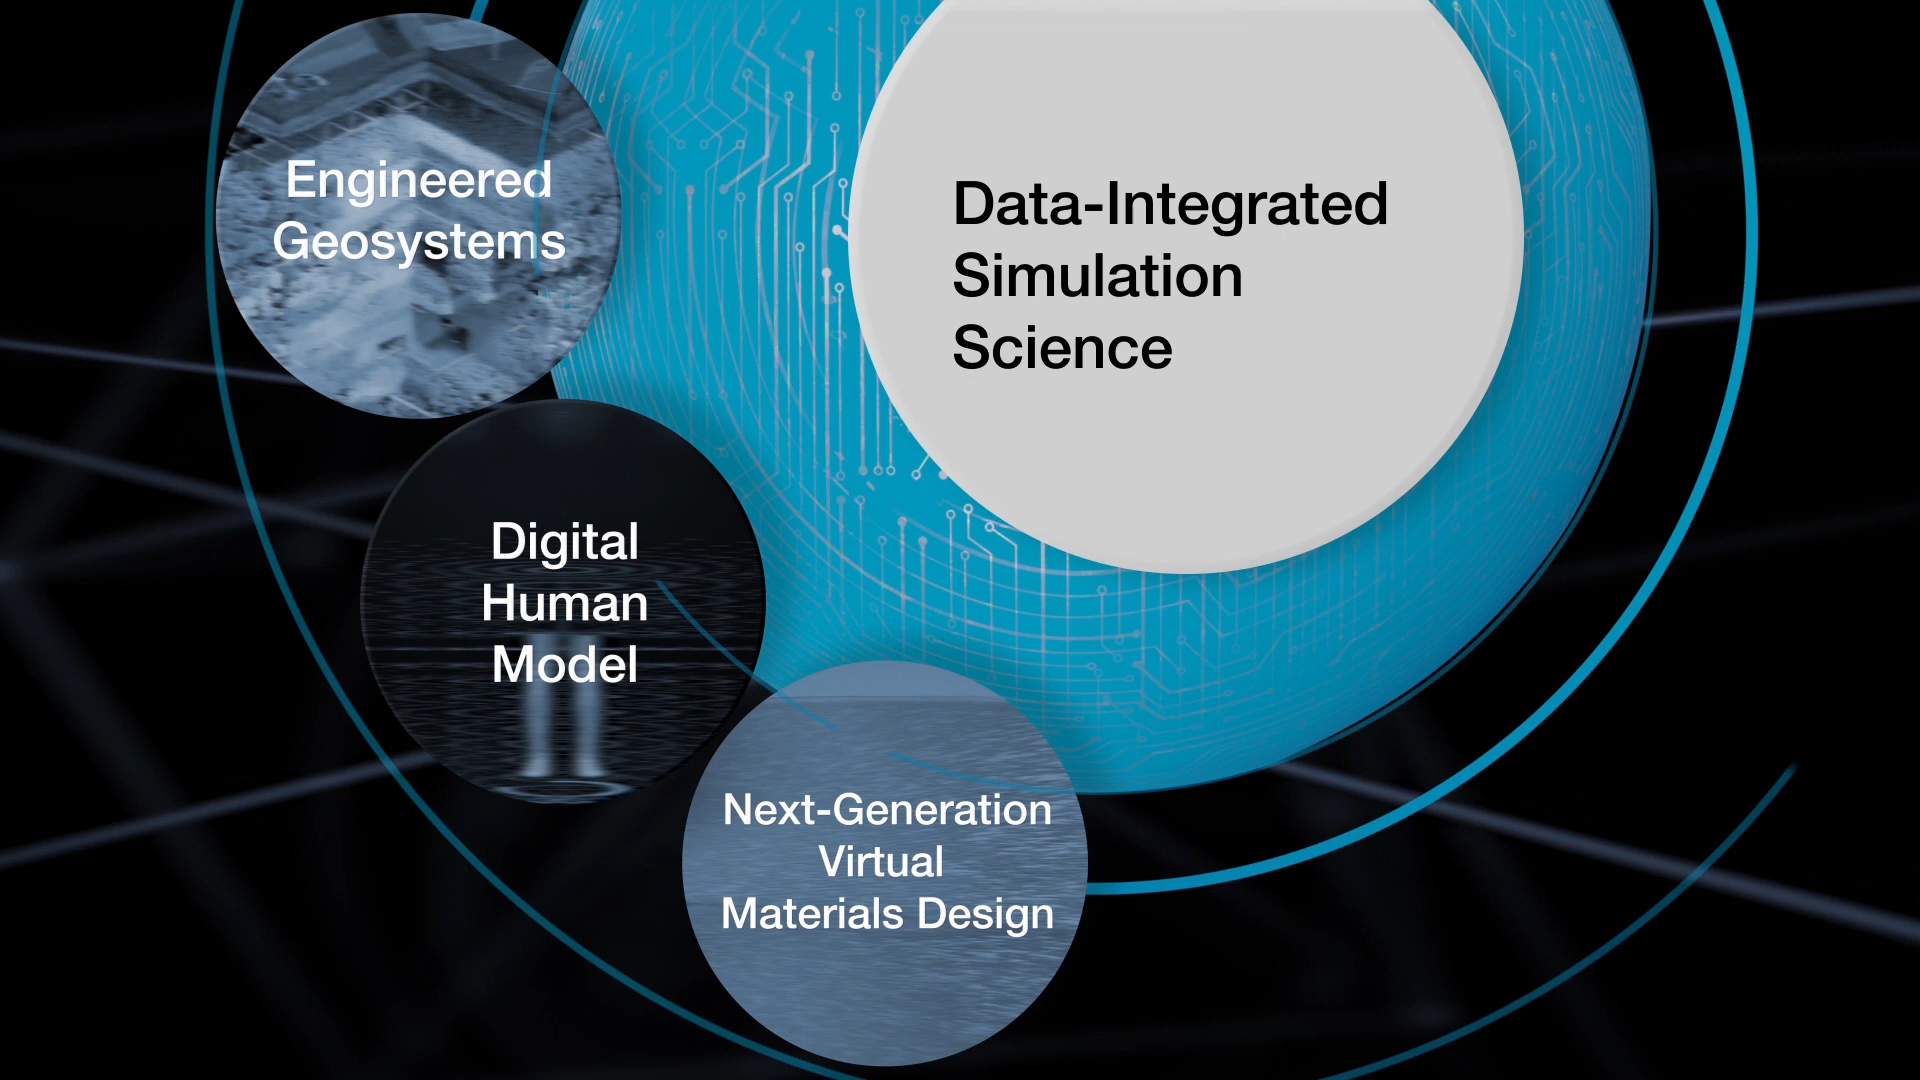 Engineered
Geosystems
Data-Integrated
Simulation
Science
Digital
Human
Model
Next-Generation
Virtual
Materials Design